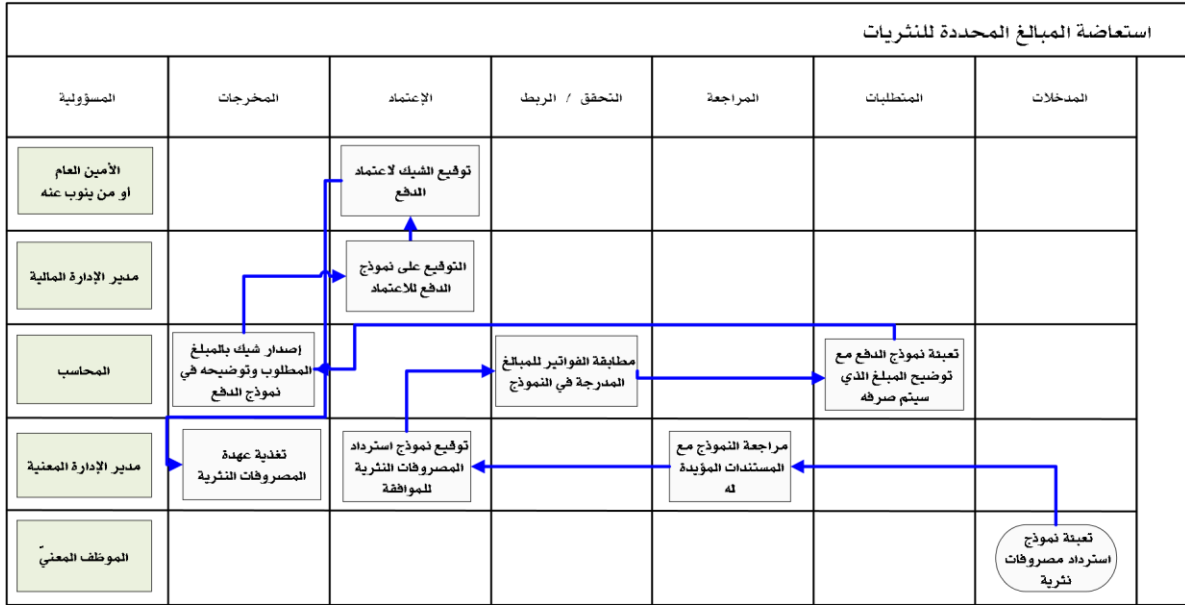 استعاضة المبالغ المحددة للنثريات
المدخلات
المتطلبات
المراجعة
التحقق / الربط
الإعتماد
المخرجات
المسؤولية
توقيع الشيك لاعتماد
الدفع
الأمين العام
او من ينوب عنه
التوقيع على نموذج
الدفع للاعتماد
مدير الإدارة المالية
تعبئة نموذج الدفع مع
توضيح المبلغ الذي
سيتم صرفه
مطابقة الفواتير للمبالغ
المدرجة في النموذج
إصدار شيك بالمبلغ
المطلوب وتوضيحه في
نموذج الدفع
المحاسب
مراجعة النموذج مع
المستندات المؤيدة
له
توقيع نموذج استرداد
المصروفات النثرية
للموافقة
تغذية عهدة
المصروفات النثرية
مدير الإدارة المعنية
تعبئة نموذج
استرداد مصروفات
نثرية
الموظف المعنيّ